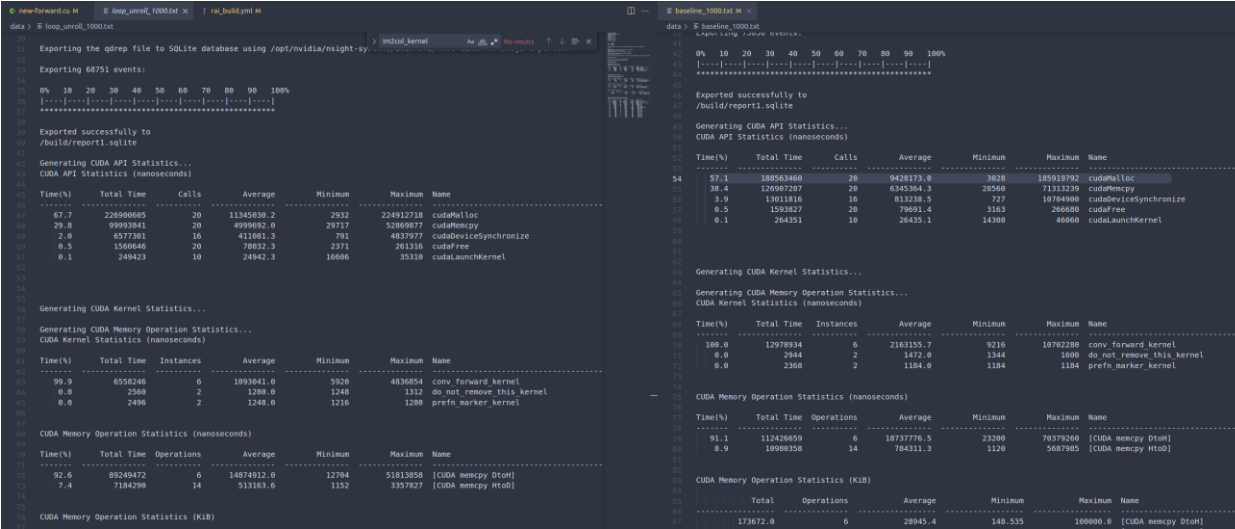 new-forward.cu M
loop_unroll_1000.txt ×
! rai_build.yml M
data > loop_unroll_1000.txt
> im2col_kernel
No results
Exporting the qdrep file to SQLite database using /opt/nvidia/nsight-sy
Exporting 68751 events:
0% 10 20 30 40 50 60 70 80 90 100%
|----|----|----|----|----|----|----|----|----|----|
***************************************************
Exported successfully to
/build/report1.sqlite
Generating CUDA API Statistics...
CUDA API Statistics (nanoseconds)
Time(%) Total Time Calls Average Minimum Maximum Name
67.7 226900605 20 11345030.2 2932 224912718 cudaMalloc
29.8 99993841 20 4999692.0 29717 52869877 cudaMemcpy
2.0 6577301 16 411081.3 791 4837977 cudaDeviceSynchronize
0.5 1560646 20 78032.3 2371 261316 cudaFree
0.1 249423 10 24942.3 16606 35310 cudaLaunchKernel
Generating CUDA Kernel Statistics...
Generating CUDA Memory Operation Statistics...
CUDA Kernel Statistics (nanoseconds)
Time(%) Total Time Instances Average Minimum Maximum Name
99.9 6558246 6 1093041.0 5920 4836854 conv_forward_kernel
0.0 2560 2 1280.0 1248 1312 do_not_remove_this_kernel
0.0 2496 2 1248.0 1216 1280 prefn_marker_kernel
CUDA Memory Operation Statistics (nanoseconds)
Time(%) Total Time Operations Average Minimum Maximum Name
92.6 89249472 6 14874912.0 12704 51813858 [CUDA memcpy DtoH]
7.4 7184290 14 513163.6 1152 3357827 [CUDA memcpy HtoD]
CUDA Memory Operation Statistics (KiB)
baseline_1000.txt M ×
data > baseline_1000.txt
0% 10 20 30 40 50 60 70 80 90 100%
|----|----|----|----|----|----|----|----|----|----|
***************************************************
Exported successfully to
/build/report1.sqlite
Generating CUDA API Statistics...
CUDA API Statistics (nanoseconds)
Time(%) Total Time Calls Average Minimum Maximum Name
54 57.1 188563460 20 9428173.0 3028 185919792 cudaMalloc
38.4 126907287 20 6345364.3 28560 71313239 cudaMemcpy
3.9 13011816 16 813238.5 727 10704900 cudaDeviceSynchronize
0.5 1593827 20 79691.4 3163 266680 cudaFree
0.1 264351 10 26435.1 14308 46060 cudaLaunchKernel
Generating CUDA Kernel Statistics...
Generating CUDA Memory Operation Statistics...
CUDA Kernel Statistics (nanoseconds)
Time(%) Total Time Instances Average Minimum Maximum Name
100.0 12978934 6 2163155.7 9216 10702280 conv_forward_kernel
0.0 2944 2 1472.0 1344 1600 do_not_remove_this_kernel
0.0 2368 2 1184.0 1184 1184 prefn_marker_kernel
CUDA Memory Operation Statistics (nanoseconds)
Time(%) Total Time Operations Average Minimum Maximum Name
91.1 112426659 6 18737776.5 23200 70379260 [CUDA memcpy DtoH]
8.9 10980358 14 784311.3 1120 5687985 [CUDA memcpy HtoD]
CUDA Memory Operation Statistics (KiB)
Total Operations Average Minimum Maximum Name
173672.0 6 28945.4 148.535 100000.0 [CUDA memcpy DtoH]